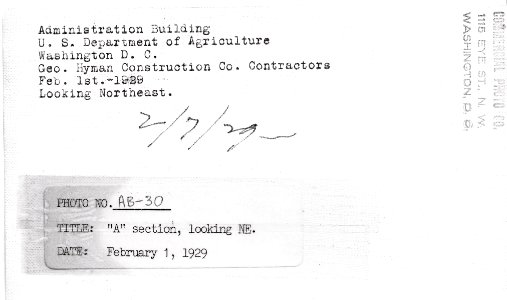 Administration Building
U. S. Department of Agriculture
Washington D. C.
Geo. Hyman Construction Co. Contractors
Feb. 1st.-1929
Looking Northeast.
2/7/29
COMMERCIAL PHOTO CO.
1115 EYE ST., N. W.
WASHINGTON, D. C.
PHOTO NO. AB-30
TITLE: "A" section, looking NE.
DATE: February 1, 1929